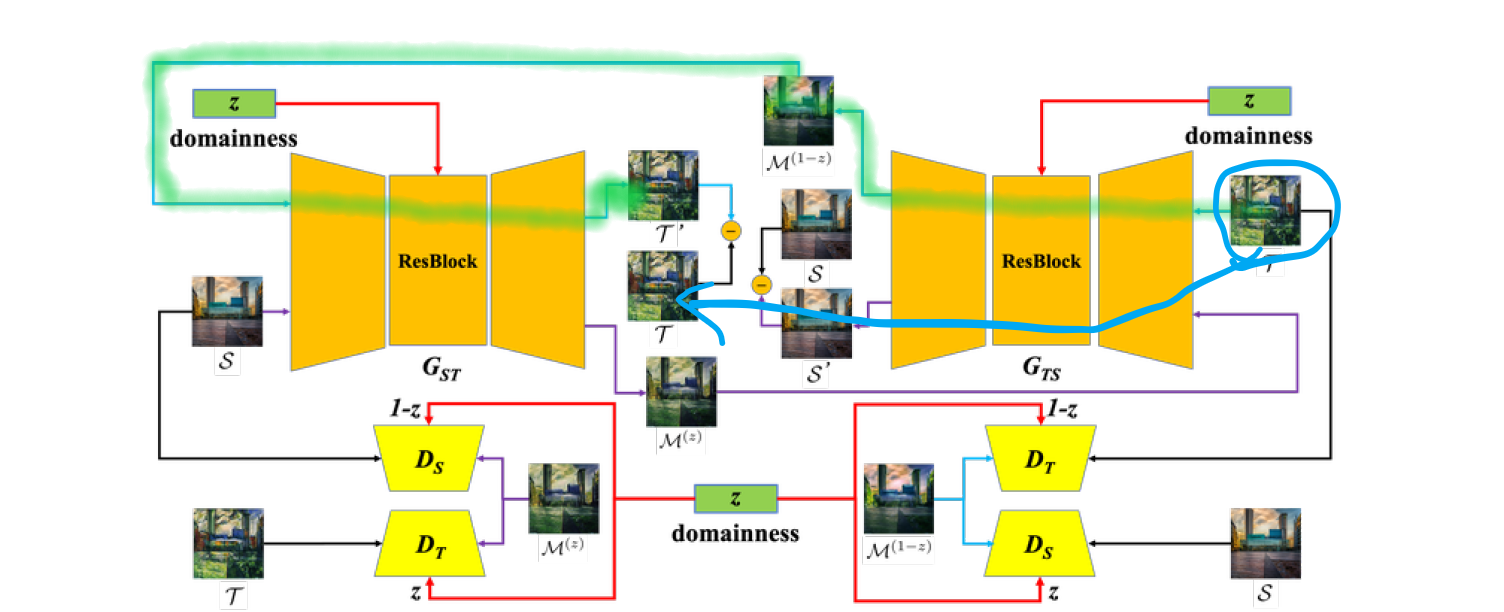 z
domainness
z
domainness
M^(1−z)
ResBlock
T'
S
ResBlock
T
S
T
S'
G_ST
G_TS
M^(z)
1-z
1-z
D_S
D_T
z
domainness
M^(z)
M^(1−z)
D_T
D_S
T
z
z
S